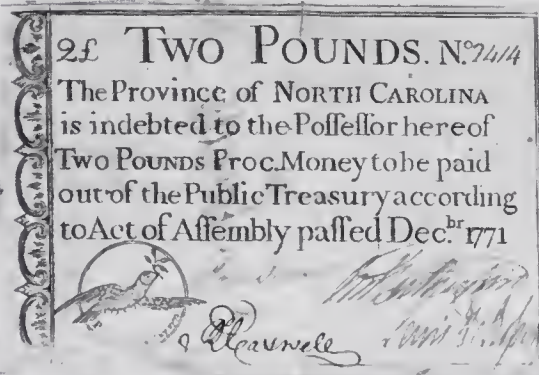 2£ TWO POUNDS. No. 7414
The Province of NORTH CAROLINA
is indebted to the Poſſeſſor hereof
TWO POUNDS Proc. Money to be paid
out of the Public Treasury according
to Act of Aſſembly paſſed Dec.br 1771